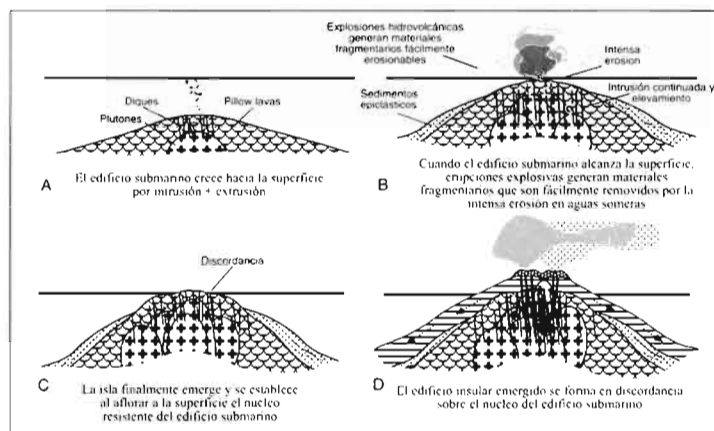 Diques
Pillow lavas
Plutones
A
El edificio submarino crece hacia la superficie
por intrusión + extrusión
Explosiones hidrovolcánicas
generan materiales
fragmentarios fácilmente
erosionables
Intensa
erosion
Sedimentos
epiclásticos
Intrusión continuada y
elevamiento
B
Cuando el edificio submarino alcanza la superficie,
erupciones explosivas generan materiales
fragmentarios que son fácilmente removidos por la
intensa erosión en aguas someras
Discordancia
C
La isla finalmente emerge y se establece
al aflorar a la superficie el nucleo
resistente del edificio submarino
D
El edificio insular emergido se forma en discordancia
sobre el nucleo del edificio submarino